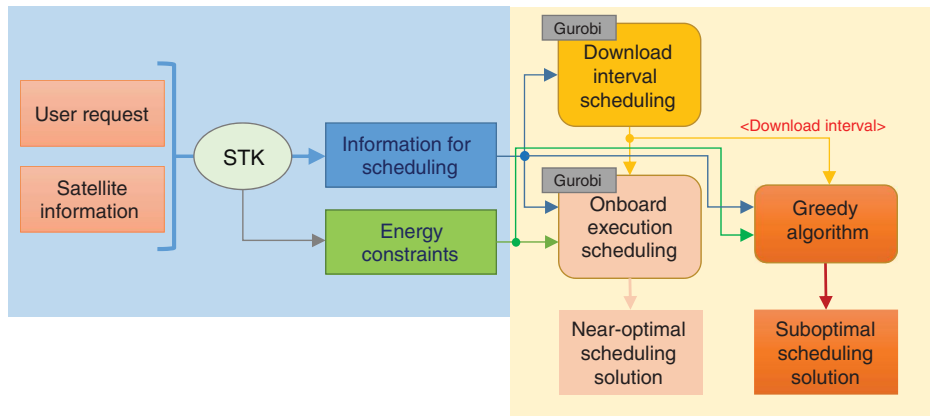 User request
Satellite
information
STK
Information for
scheduling
Energy
constraints
Gurobi
Download
interval
scheduling
<Download interval>
Gurobi
Onboard
execution
scheduling
Greedy
algorithm
Near-optimal
scheduling
solution
Suboptimal
scheduling
solution